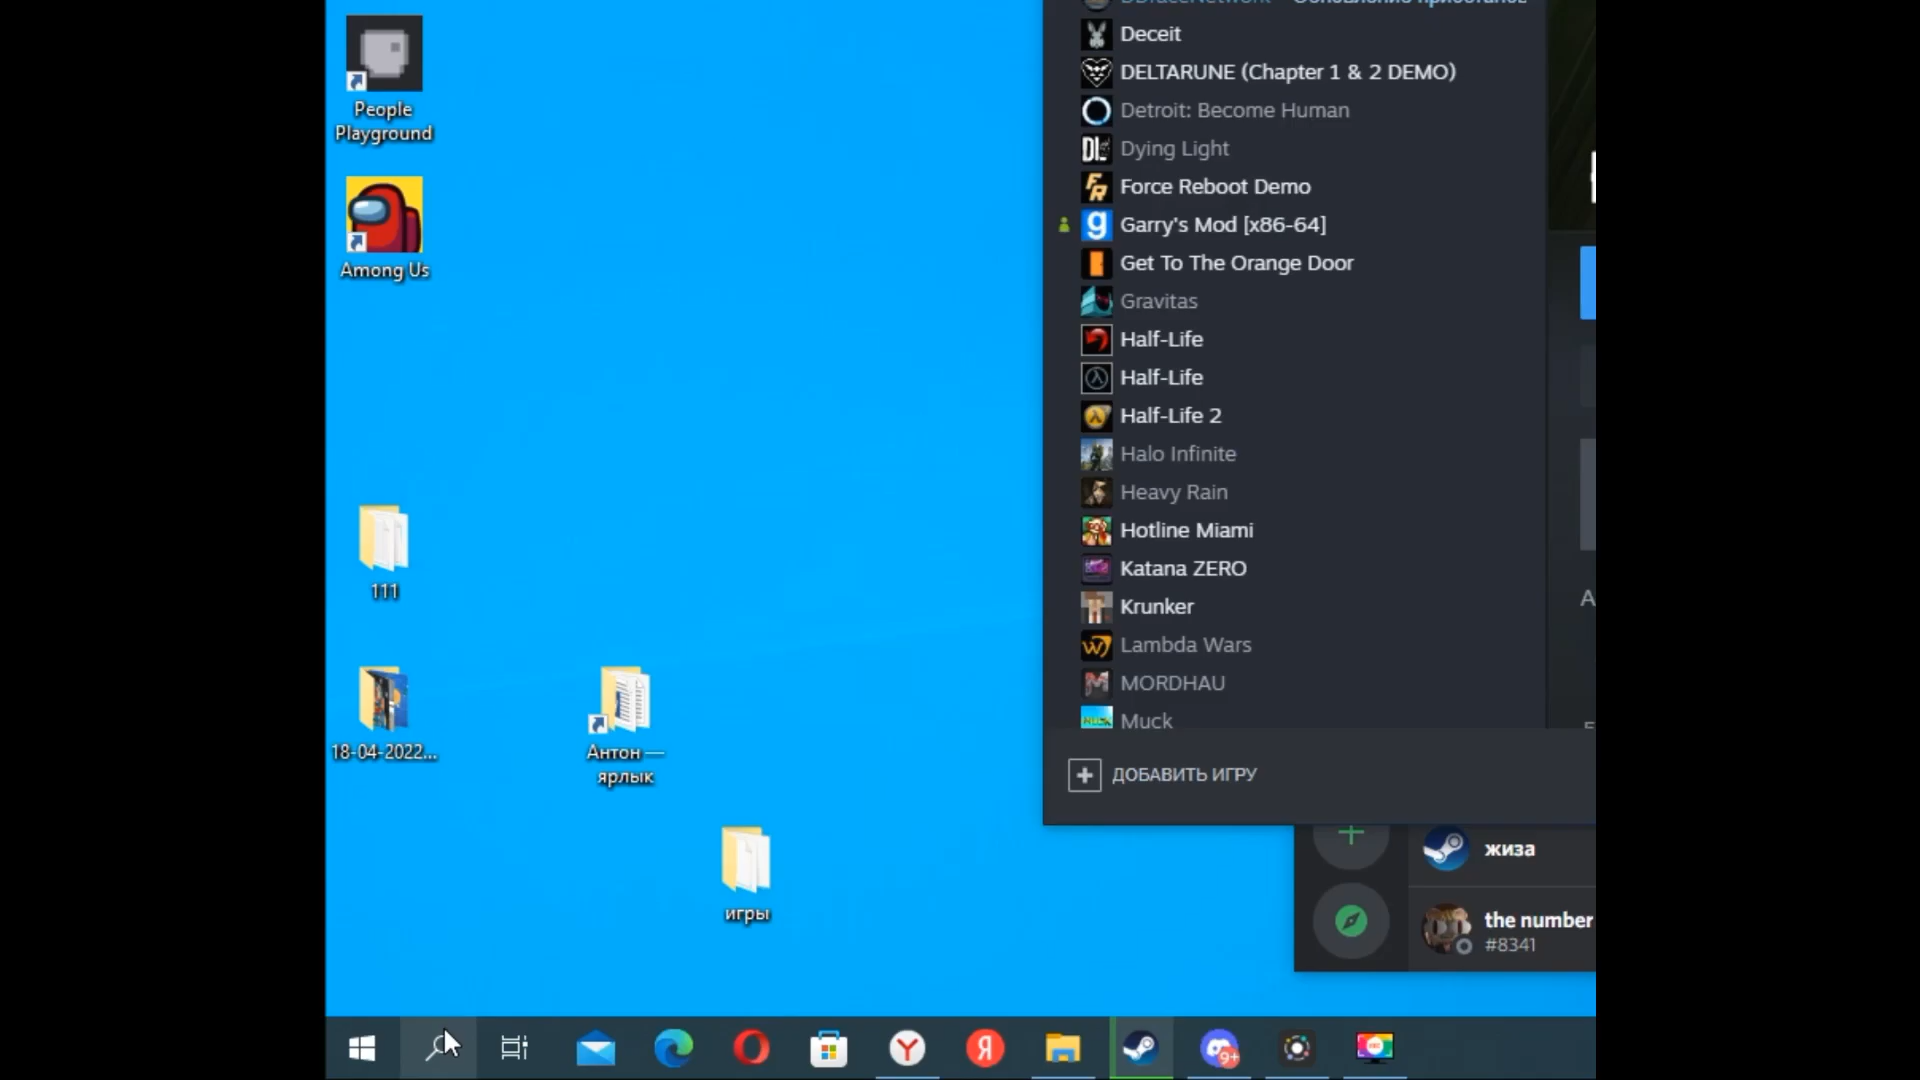 People
Playground
Among Us
111
18-04-2022...
Антон —
ярлык
игры
Deceit
DELTARUNE (Chapter 1 & 2 DEMO)
Detroit: Become Human
Dying Light
Force Reboot Demo
Garry's Mod [x86-64]
Get To The Orange Door
Gravitas
Half-Life
Half-Life
Half-Life 2
Halo Infinite
Heavy Rain
Hotline Miami
Katana ZERO
Krunker
Lambda Wars
MORDHAU
Muck
ДОБАВИТЬ ИГРУ
жиза
the number
#8341
9+